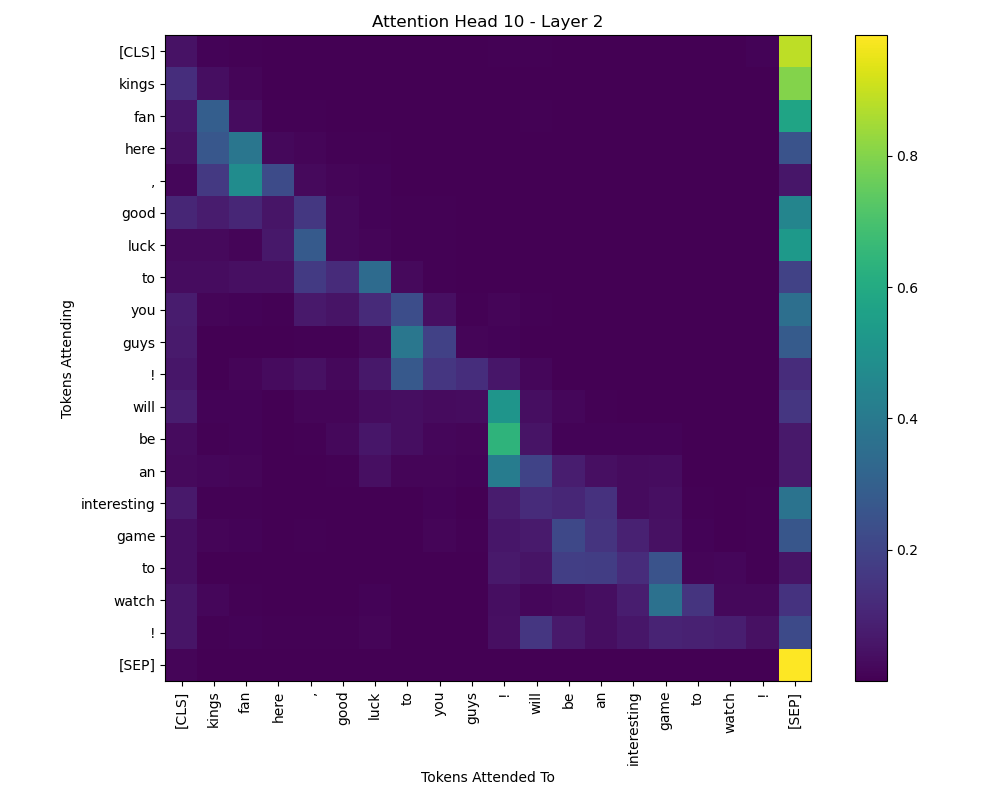 Attention Head 10 - Layer 2
[CLS]
kings
fan
here
,
good
luck
to
you
guys
!
will
be
an
interesting
game
to
watch
!
[SEP]
Tokens Attending
[CLS]
kings
fan
here
,
good
luck
to
you
guys
!
will
be
an
interesting
game
to
watch
!
[SEP]
Tokens Attended To
0.8
0.6
0.4
0.2